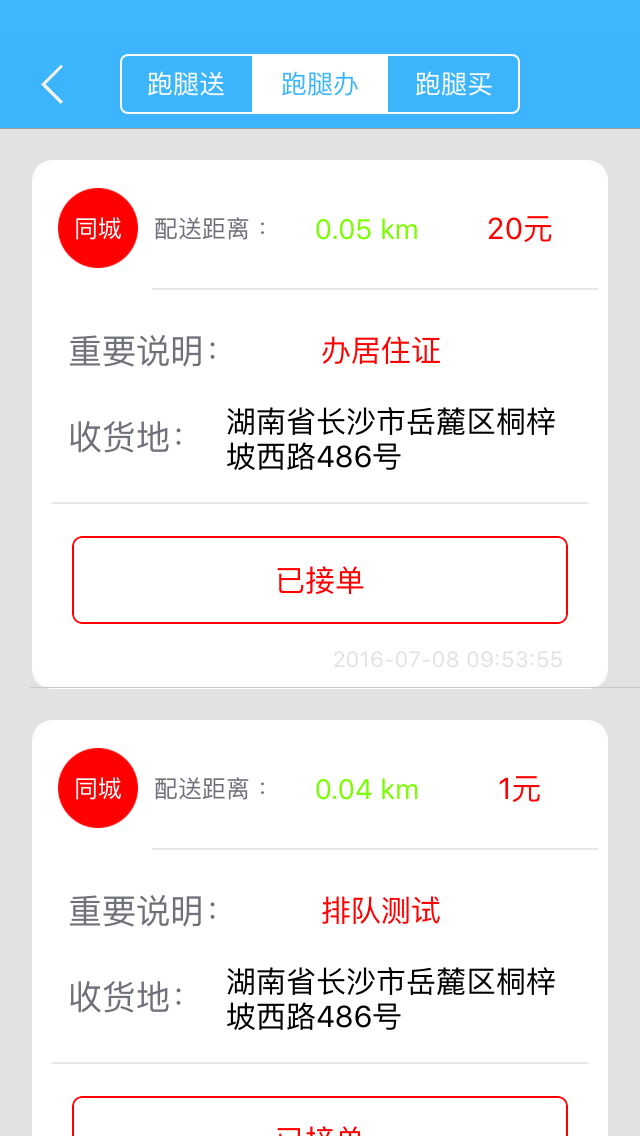 跑腿送 跑腿办 跑腿买
同城 配送距离： 0.05 km 20元
重要说明： 办居住证
收货地： 湖南省长沙市岳麓区桐梓
坡西路486号
已接单
2016-07-08 09:53:55
同城 配送距离： 0.04 km 1元
重要说明： 排队测试
收货地： 湖南省长沙市岳麓区桐梓
坡西路486号
已接单